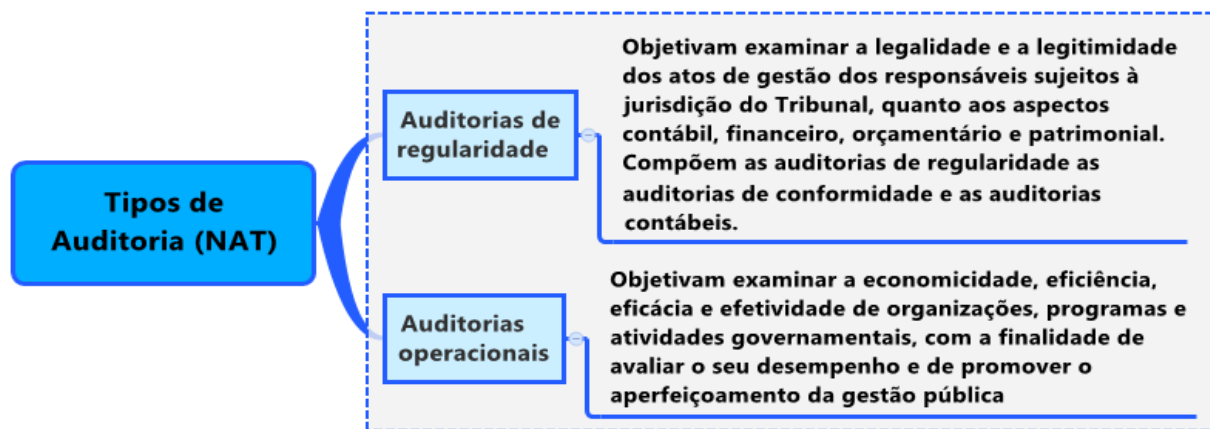 Tipos de
Auditoria (NAT)
Auditorias de
regularidade
Objetivam examinar a legalidade e a legitimidade
dos atos de gestão dos responsáveis sujeitos à
jurisdição do Tribunal, quanto aos aspectos
contábil, financeiro, orçamentário e patrimonial.
Compõem as auditorias de regularidade as
auditorias de conformidade e as auditorias
contábeis.
Auditorias
operacionais
Objetivam examinar a economicidade, eficiência,
eficácia e efetividade de organizações, programas e
atividades governamentais, com a finalidade de
avaliar o seu desempenho e de promover o
aperfeiçoamento da gestão pública